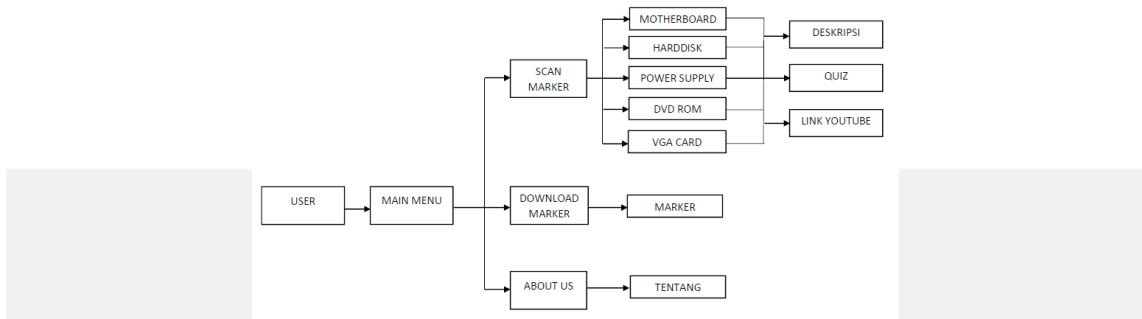 MOTHERBOARD
HARDDISK
POWER SUPPLY
DVD ROM
VGA CARD
DESKRIPSI
QUIZ
LINK YOUTUBE
SCAN
MARKER
USER
MAIN MENU
DOWNLOAD
MARKER
MARKER
ABOUT US
TENTANG